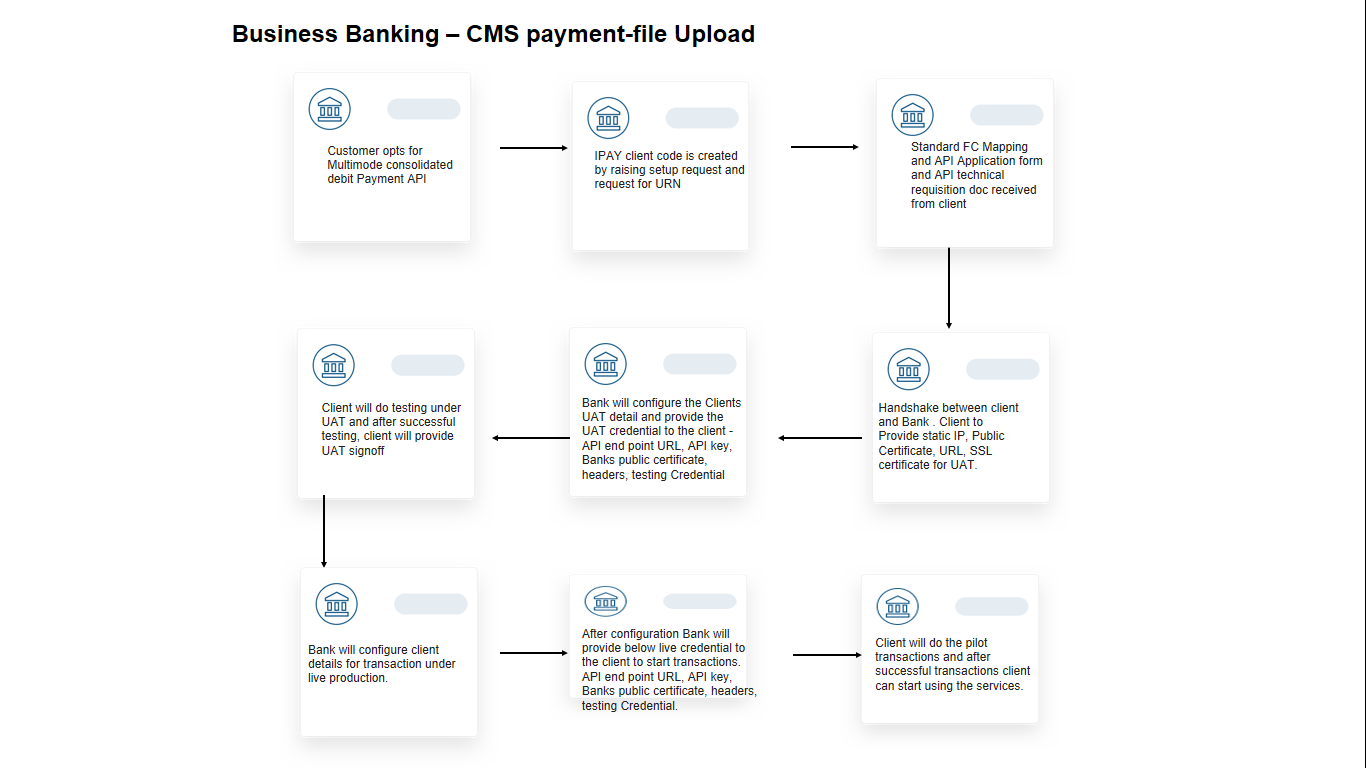 Business Banking – CMS payment-file Upload
Customer opts for
Multimode consolidated
debit Payment API
IPAY client code is created
by raising setup request and
request for URN
Standard FC Mapping
and API Application form
and API technical
requisition doc received
from client
Handshake between client
and Bank . Client to
Provide static IP, Public
Certificate, URL, SSL
certificate for UAT.
Bank will configure the Clients
UAT detail and provide the
UAT credential to the client -
API end point URL, API key,
Banks public certificate,
headers, testing Credential
Client will do testing under
UAT and after successful
testing, client will provide
UAT signoff
Bank will configure client
details for transaction under
live production.
After configuration Bank will
provide below live credential to
the client to start transactions.
API end point URL, API key,
Banks public certificate, headers,
testing Credential.
Client will do the pilot
transactions and after
successful transactions client
can start using the services.